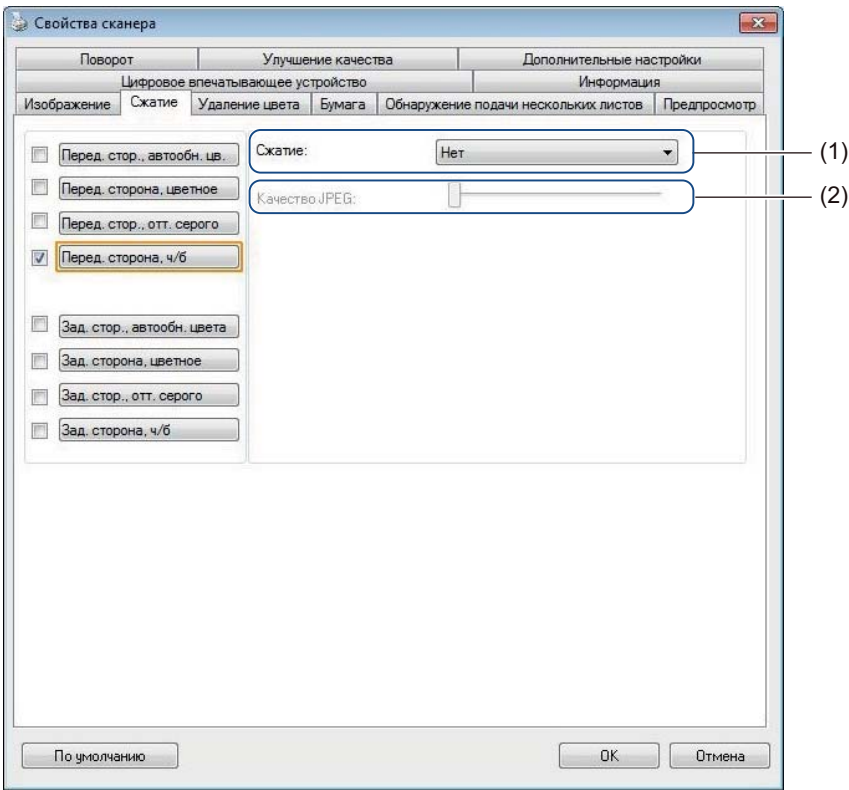 Свойства сканера
Поворот Улучшение качества Дополнительные настройки
Цифровое впечатывающее устройство Информация
Изображение Сжатие Удаление цвета Бумага Обнаружение подачи нескольких листов Предпросмотр
Перед. стор., автообн. цв. Сжатие: Нет (1)
Перед. сторона, цветное Качество JPEG: (2)
Перед. стор., отт. серого
Перед. сторона, ч/б
Зад. стор., автообн. цвета
Зад. сторона, цветное
Зад. стор., отт. серого
Зад. сторона, ч/б
По умолчанию OK Отмена